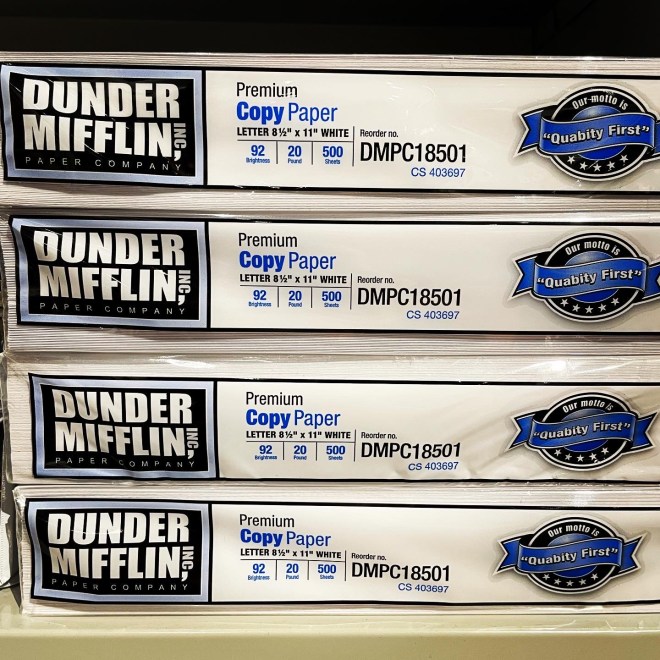 DUNDER
MIFFLIN INC,
PAPER COMPANY
Premium
Copy Paper
LETTER 8½" x 11" WHITE
92 20 500
Brightness Pound Sheets
Reorder no.
DMPC18501
CS 403697
Our motto is
"Quabity First"
DUNDER
MIFFLIN INC,
PAPER COMPANY
Premium
Copy Paper
LETTER 8½" x 11" WHITE
92 20 500
Brightness Pound Sheets
Reorder no.
DMPC18501
CS 403697
Our motto is
"Quabity First"
DUNDER
MIFFLIN INC,
PAPER COMPANY
Premium
Copy Paper
LETTER 8½" x 11" WHITE
92 20 500
Brightness Pound Sheets
Reorder no.
DMPC18501
CS 403697
Our motto is
"Quabity First"
DUNDER
MIFFLIN INC,
PAPER COMPANY
Premium
Copy Paper
LETTER 8½" x 11" WHITE
92 20 500
Brightness Pound Sheets
Reorder no.
DMPC18501
CS 403697
Our motto is
"Quabity First"